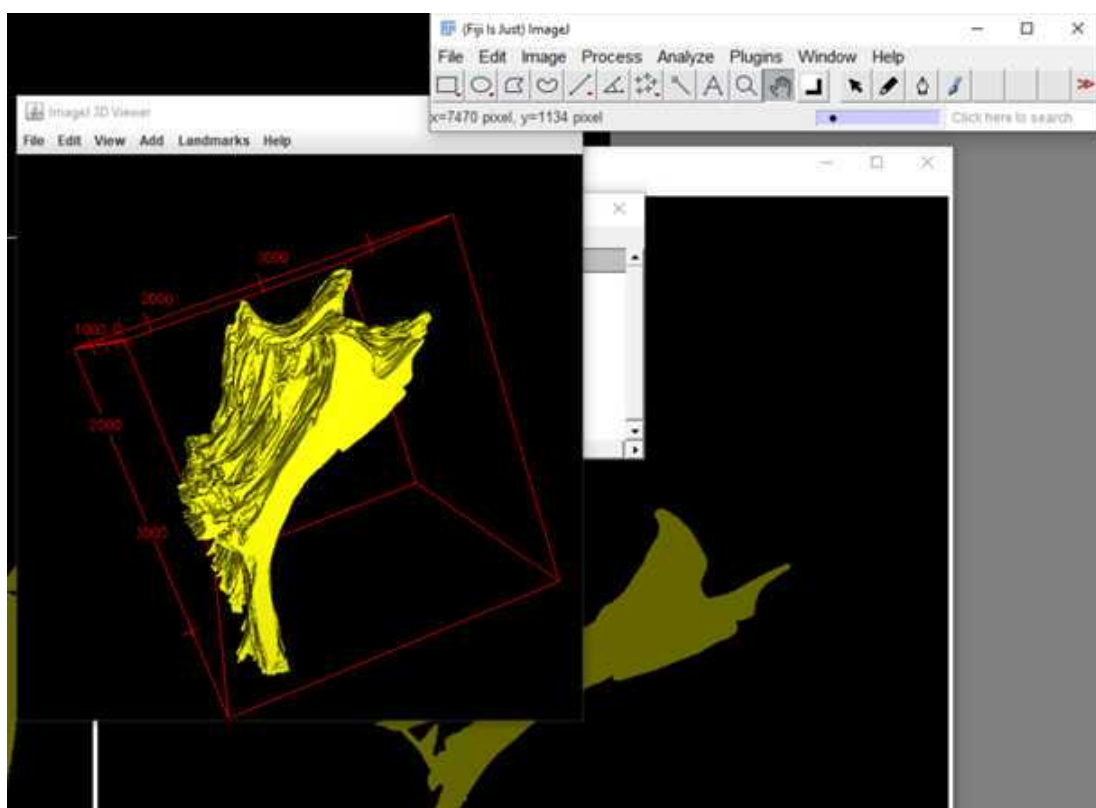 (Fiji Is Just) ImageJ
File Edit Image Process Analyze Plugins Window Help
x=7470 pixel, y=1134 pixel
Click here to search
ImageJ 3D Viewer
File Edit View Add Landmarks Help
3000
2000
1000 0
2000
3000